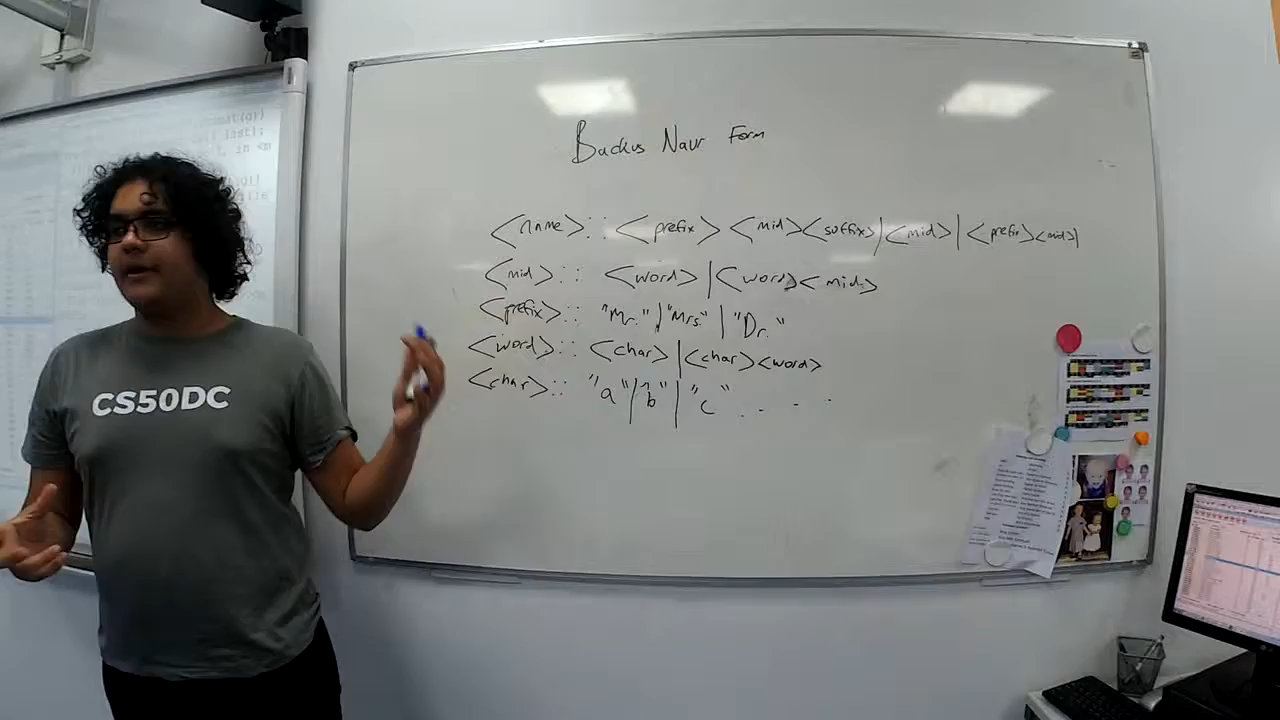 Backus Naur Form
<name>:: <prefix> <mid><suffix>|<mid>|<prefix><mid>|
<mid>:: <word>|<word><mid>
<prefix>:: "Mr."|"Mrs."|"Dr."
<word>:: <char>|<char><word>
<char>:: "a"|"b"|"c" . . . .
CS50DC